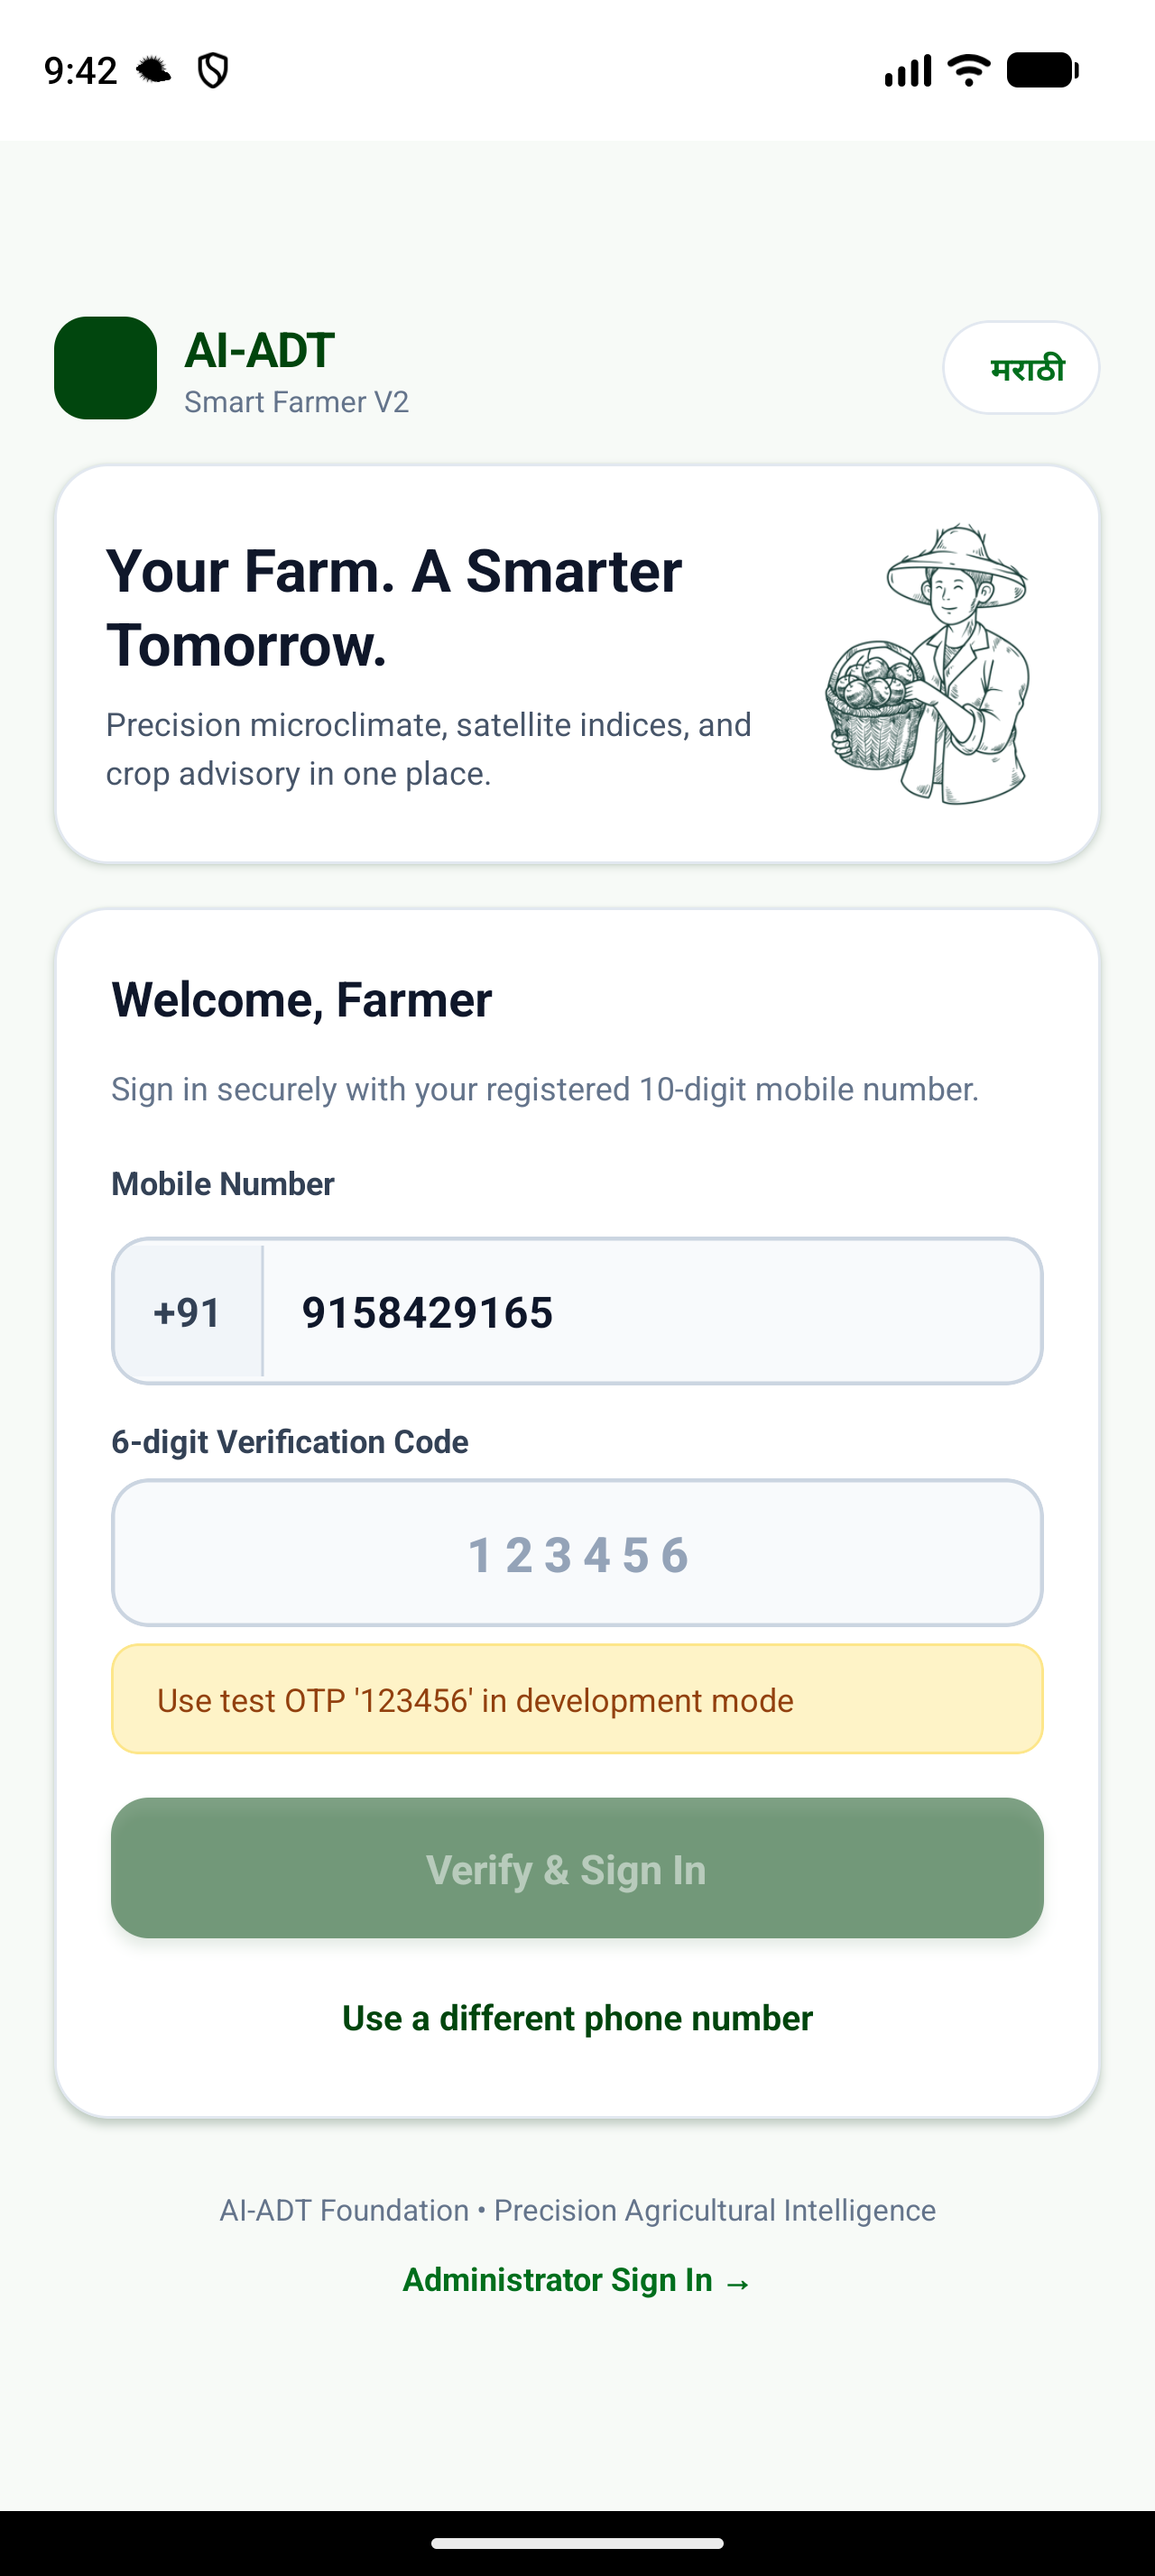 9:42
AI-ADT
Smart Farmer V2
मराठी
Your Farm. A Smarter
Tomorrow.
Precision microclimate, satellite indices, and
crop advisory in one place.
Welcome, Farmer
Sign in securely with your registered 10-digit mobile number.
Mobile Number
+91 9158429165
6-digit Verification Code
1 2 3 4 5 6
Use test OTP '123456' in development mode
Verify & Sign In
Use a different phone number
AI-ADT Foundation • Precision Agricultural Intelligence
Administrator Sign In →